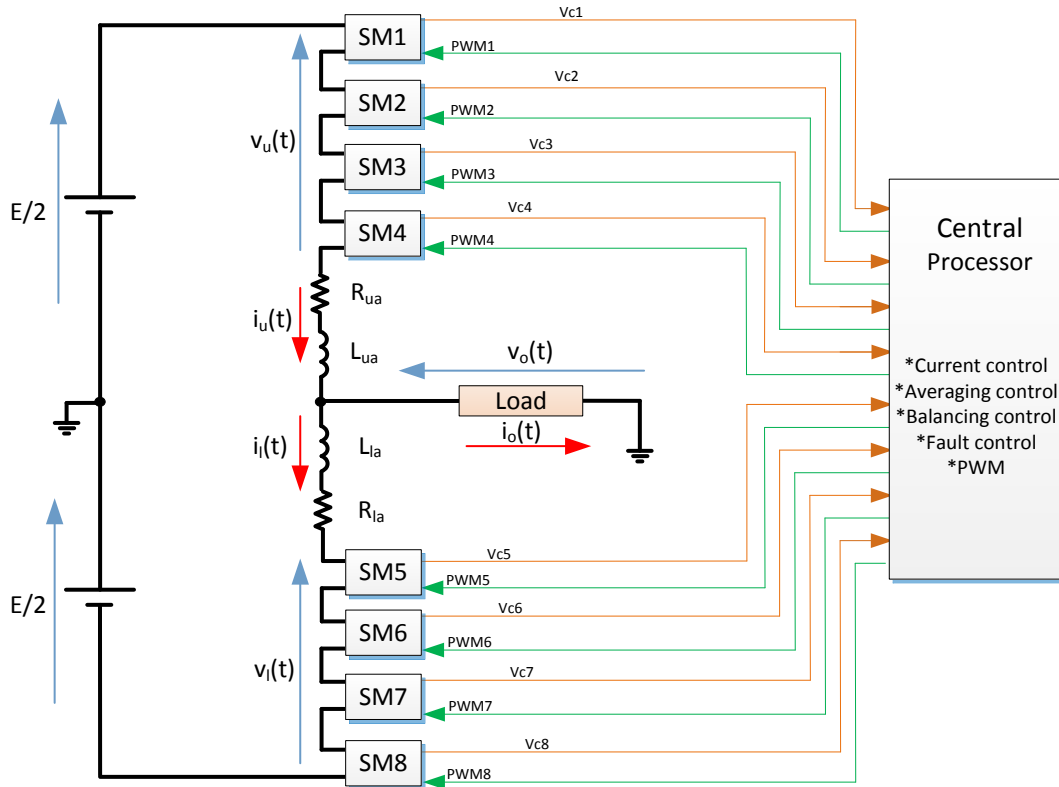 SM1
Vc1
PWM1
SM2
Vc2
PWM2
SM3
Vc3
PWM3
SM4
Vc4
PWM4
vu(t)
E/2
Rua
iu(t)
Lua
vo(t)
Load
io(t)
il(t)
Lla
Rla
E/2
vl(t)
SM5
Vc5
PWM5
SM6
Vc6
PWM6
SM7
Vc7
PWM7
SM8
Vc8
PWM8
Central
Processor
*Current control
*Averaging control
*Balancing control
*Fault control
*PWM